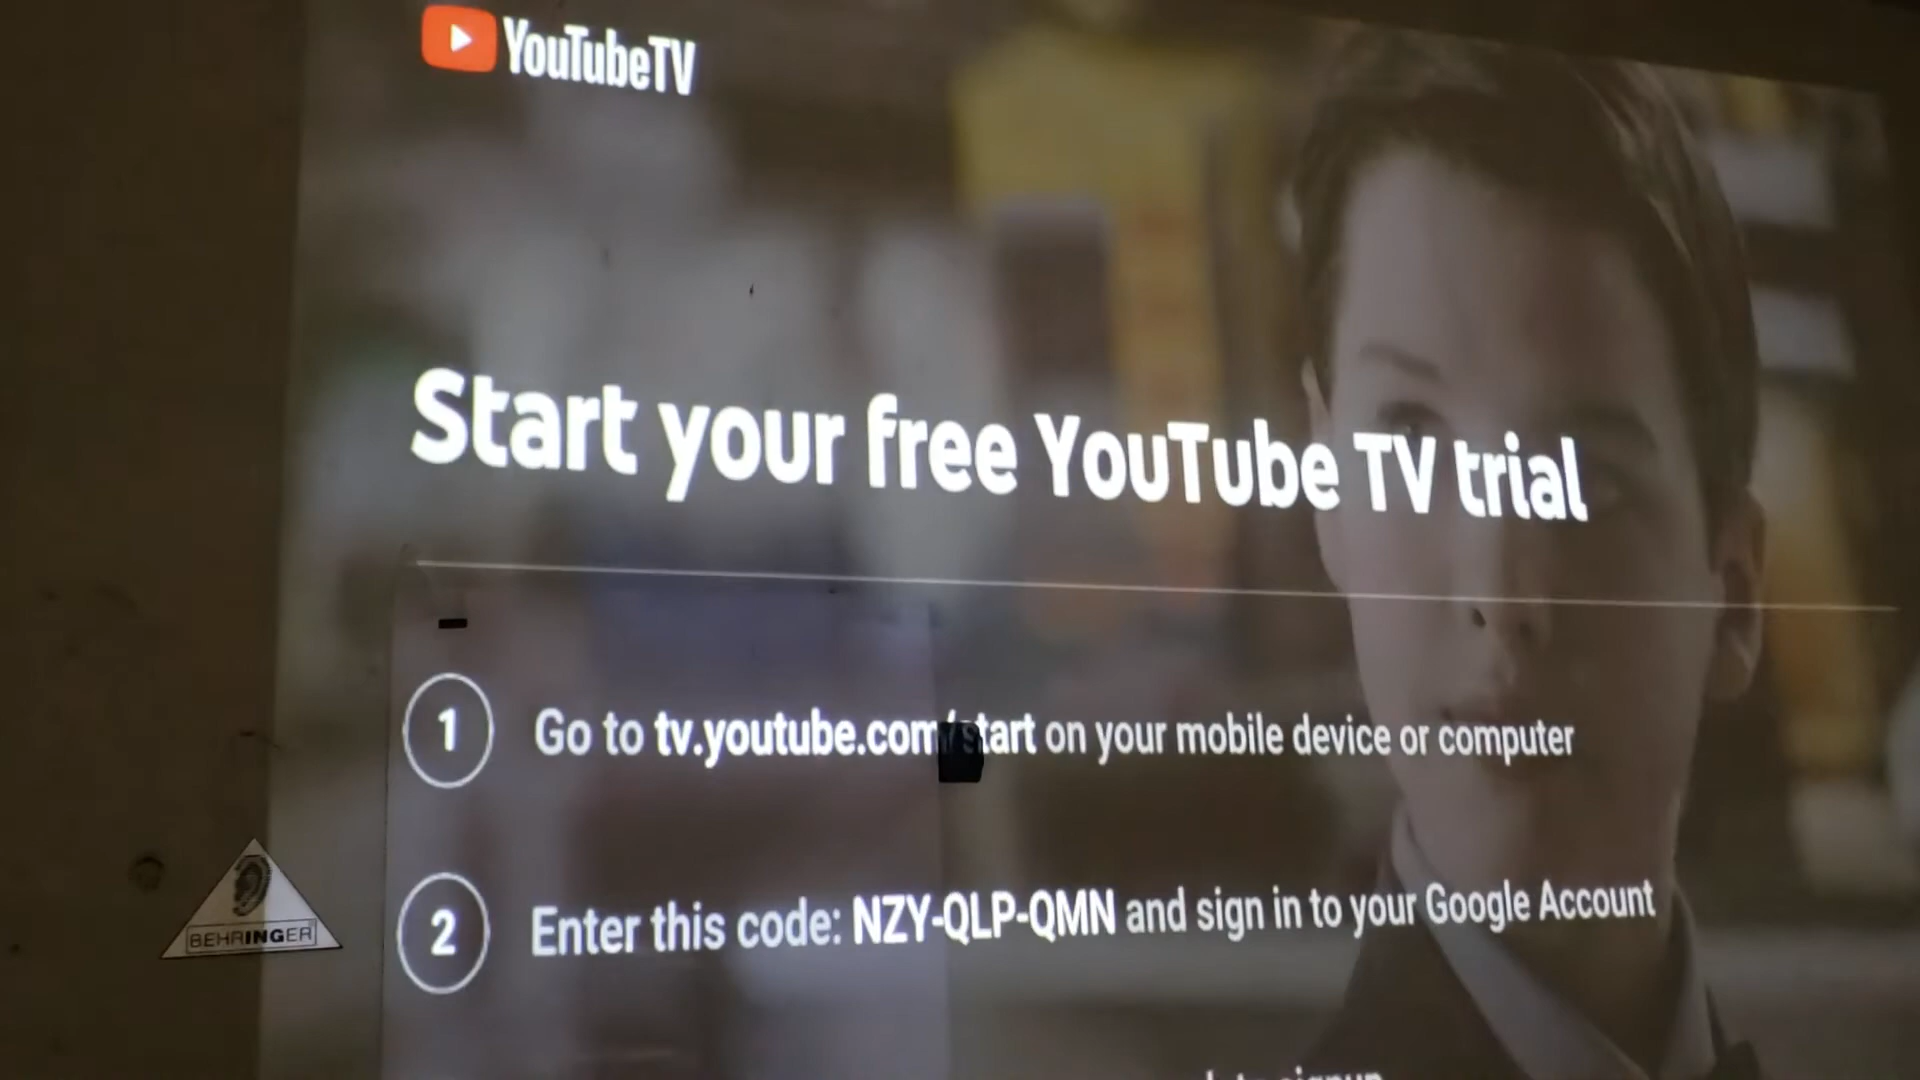 YouTubeTV
Start your free YouTube TV trial
1 Go to tv.youtube.com/start on your mobile device or computer
2 Enter this code: NZY-QLP-QMN and sign in to your Google Account
BEHRINGER
signup